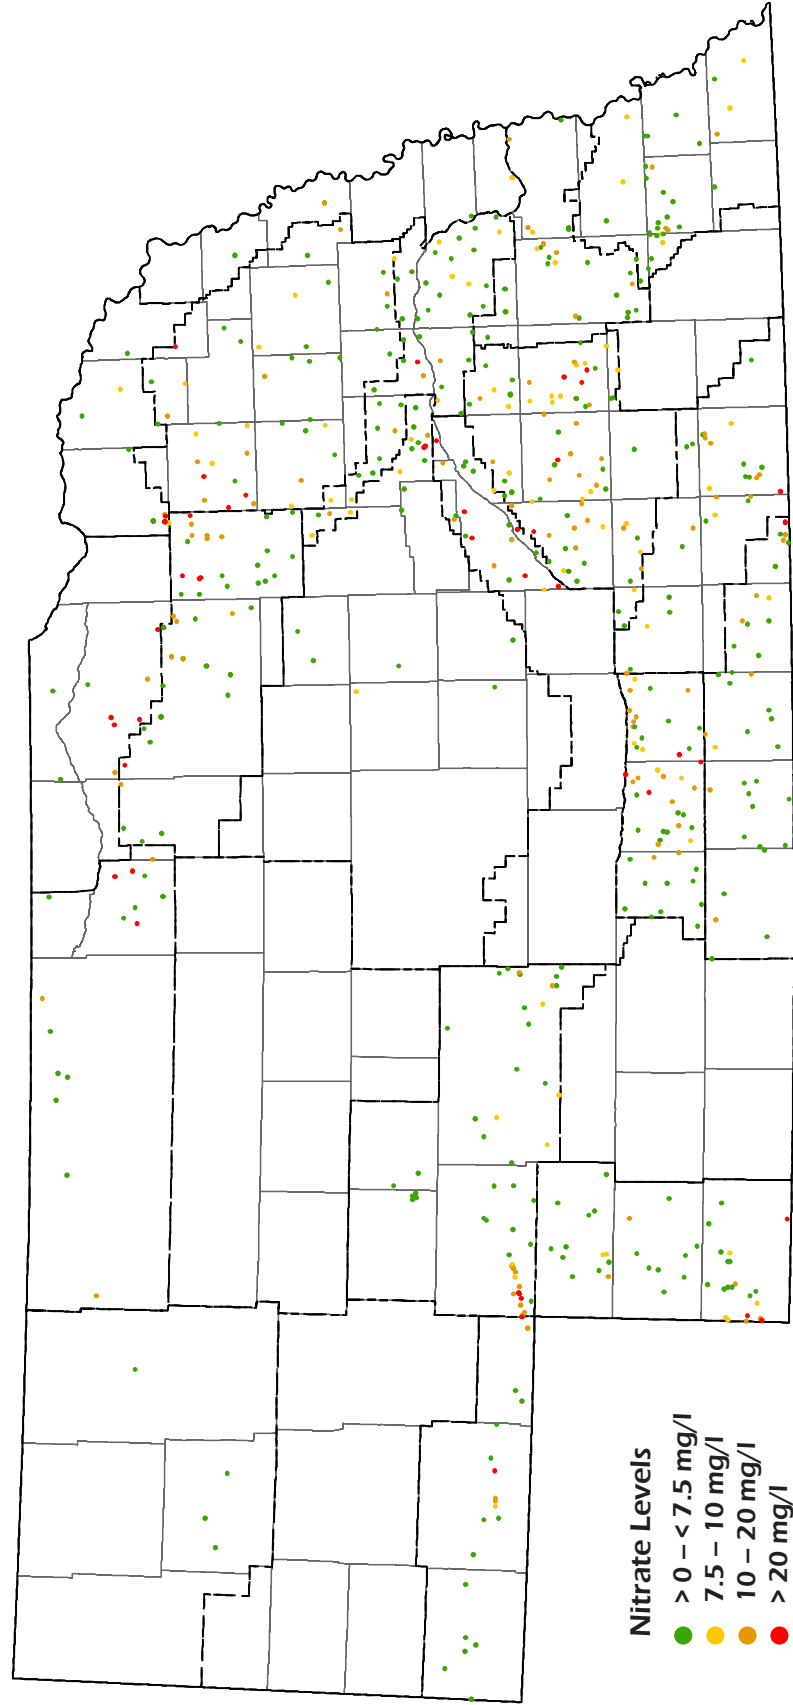 Nitrate Levels
> 0 – < 7.5 mg/l
7.5 – 10 mg/l
10 – 20 mg/l
> 20 mg/l